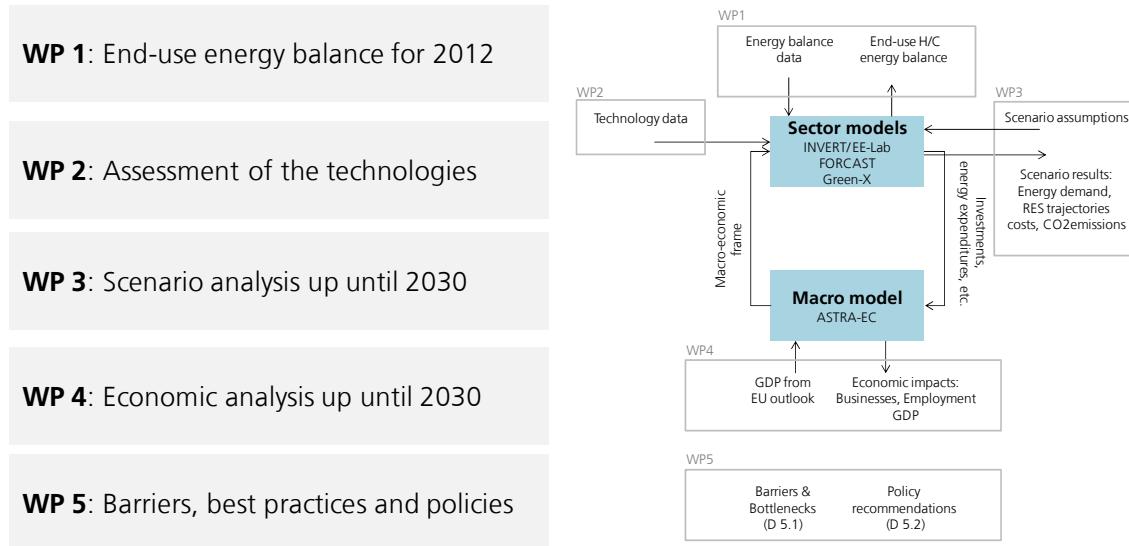 WP 1: End-use energy balance for 2012
WP 2: Assessment of the technologies
WP 3: Scenario analysis up until 2030
WP 4: Economic analysis up until 2030
WP 5: Barriers, best practices and policies
WP1
Energy balance
data
End-use H/C
energy balance
WP2
Technology data
Sector models
INVERT/EE-Lab
FORCAST
Green-X
WP3
Scenario assumptions
Scenario results:
Energy demand,
RES trajectories
costs, CO2emissions
Macro-economic
frame
Investments,
energy expenditures, etc.
Macro model
ASTRA-EC
WP4
GDP from
EU outlook
Economic impacts:
Businesses, Employment
GDP
WP5
Barriers &
Bottlenecks
(D 5.1)
Policy
recommendations
(D 5.2)